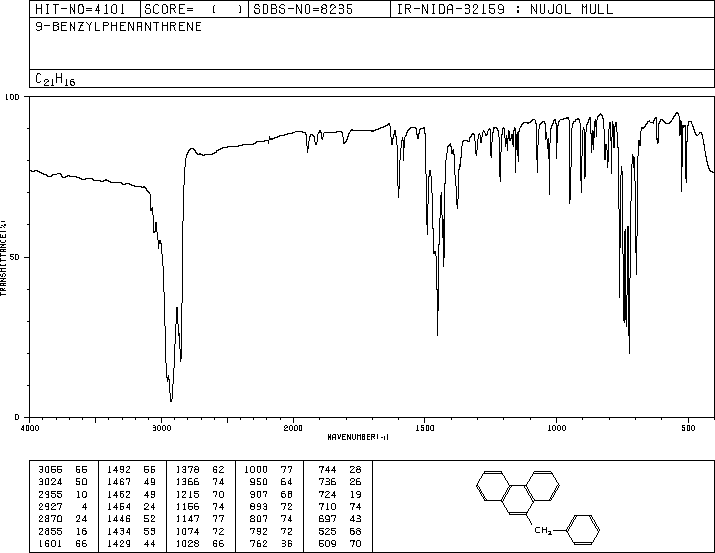 HIT-NO=4101 SCORE= ( ) SDBS-NO=8235 IR-NIDA-32159 : NUJOL MULL
9-BENZYLPHENANTHRENE
C21H16
100
50
0
TRANSMITTANCE(%)
4000 3000 2000 1500 1000 500
WAVENUMBER(-1)
3066 66 1492 56 1378 62 1000 77 744 28
3024 50 1467 49 1366 74 950 64 736 26
2955 10 1462 49 1215 70 907 68 724 19
2927 4 1454 24 1156 74 893 72 710 74
2870 24 1446 52 1147 77 807 74 697 43
2855 16 1434 59 1074 72 792 72 525 68
1601 66 1429 44 1028 66 762 36 509 70
CH2